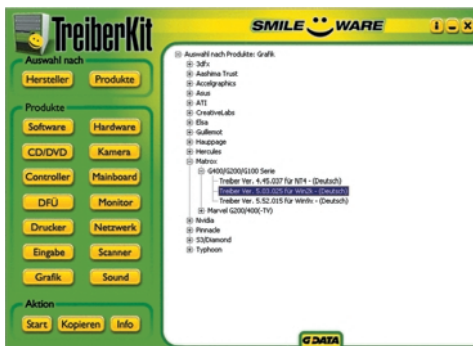 TreiberKit
SMILE WARE
i - x
Auswahl nach
Hersteller Produkte
Produkte
Software Hardware
CD/DVD Kamera
Controller Mainboard
DFÜ Monitor
Drucker Netzwerk
Eingabe Scanner
Grafik Sound
Aktion
Start Kopieren Info
Auswahl nach Produkte: Grafik
3dfx
Aashima Trust
Accelgraphics
Asus
ATI
CreativeLabs
Elsa
Guillemot
Hauppage
Hercules
Matrox
G400/G200/G100 Serie
Treiber Ver. 4.45.037 für NT4 - (Deutsch)
Treiber Ver. 5.03.025 für Win2k - (Deutsch)
Treiber Ver. 5.52.015 für Win9x - (Deutsch)
Marvel G200/400(-TV)
Nvidia
Pinnacle
S3/Diamond
Typhoon
G DATA